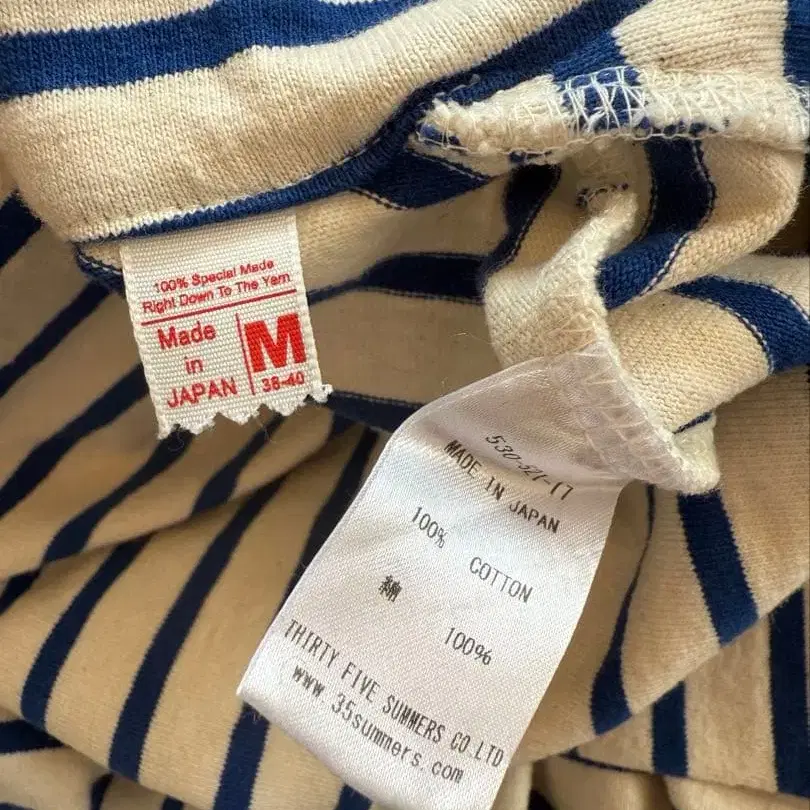 100% Special Made
Right Down To The Yarn
Made
in
JAPAN
M
38-40
530-521-17
MADE IN JAPAN
100% COTTON
綿 100%
THIRTY FIVE SUMMERS CO LTD
www.35summers.com